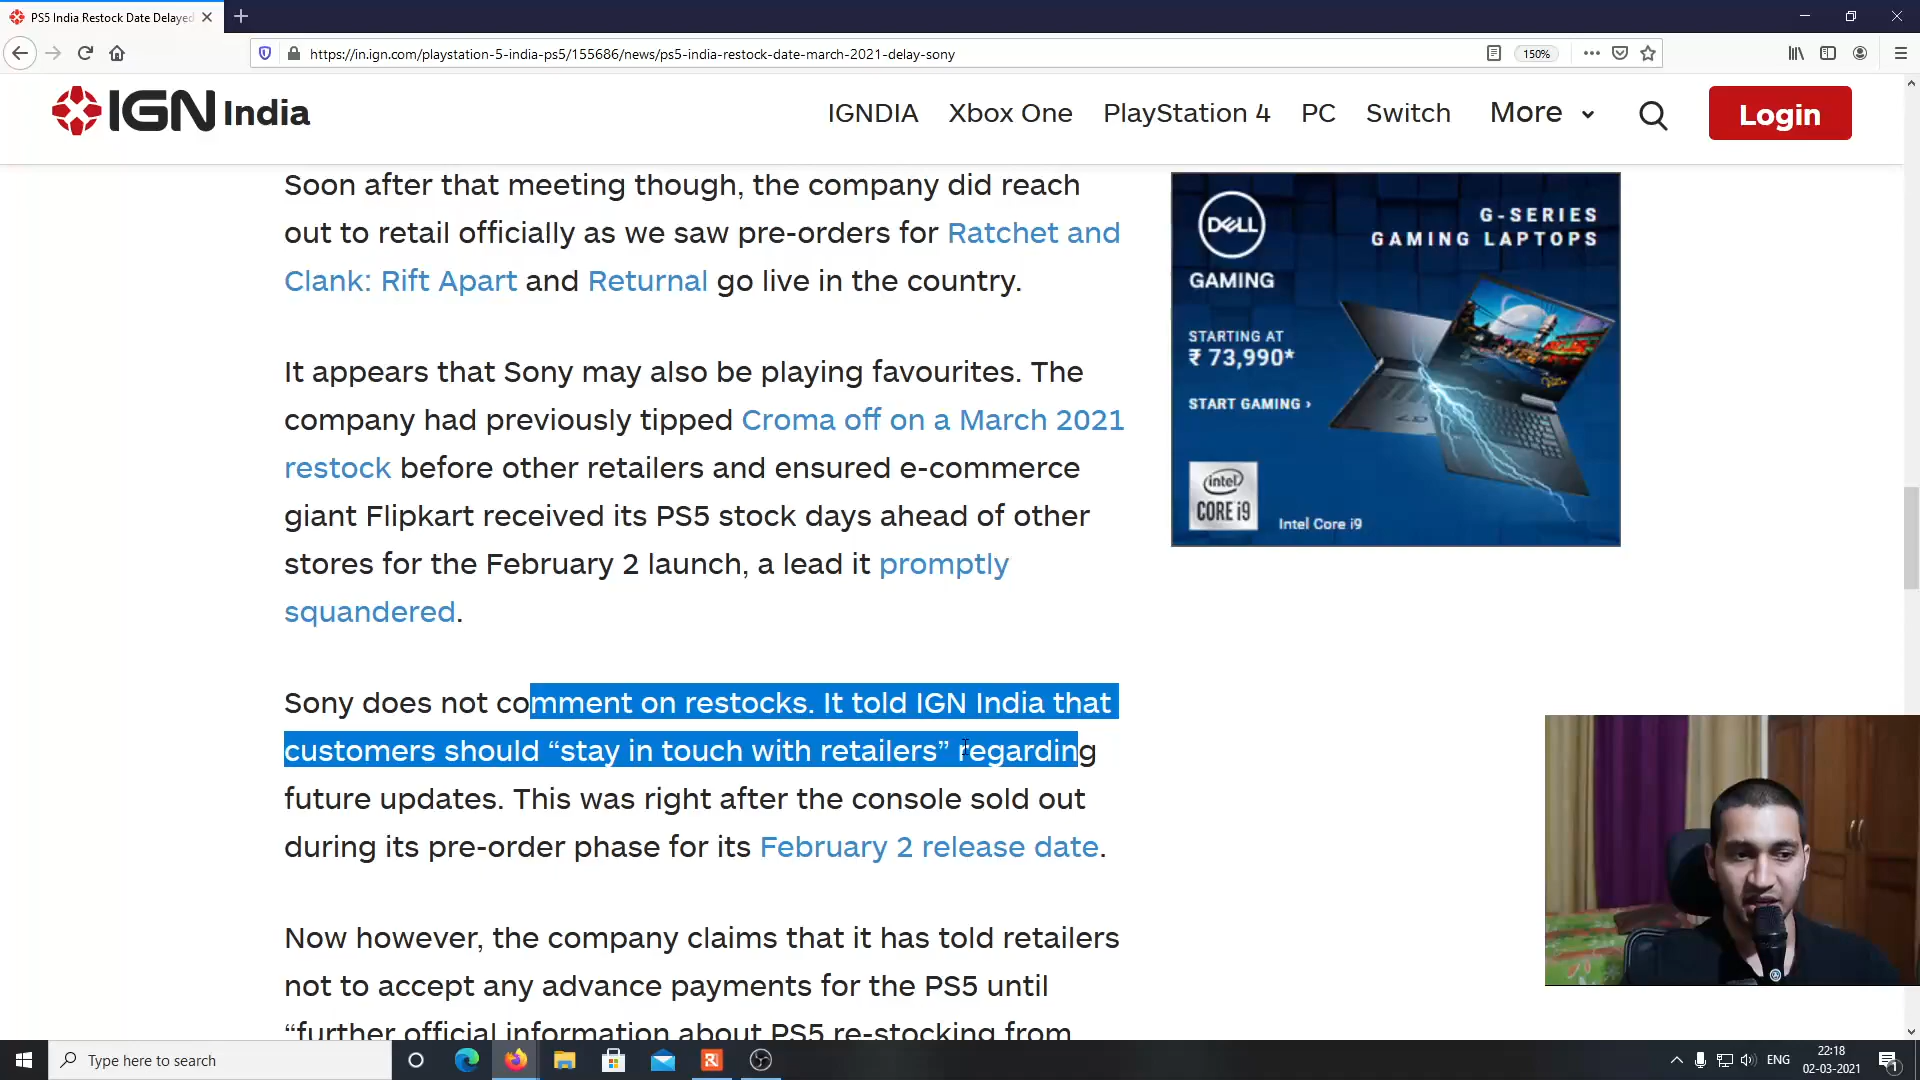 PS5 India Restock Date Delayed
https://in.ign.com/playstation-5-india-ps5/155686/news/ps5-india-restock-date-march-2021-delay-sony
150%
IGN India
IGNDIA Xbox One PlayStation 4 PC Switch More Login
Soon after that meeting though, the company did reach
out to retail officially as we saw pre-orders for Ratchet and
Clank: Rift Apart and Returnal go live in the country.
It appears that Sony may also be playing favourites. The
company had previously tipped Croma off on a March 2021
restock before other retailers and ensured e-commerce
giant Flipkart received its PS5 stock days ahead of other
stores for the February 2 launch, a lead it promptly
squandered.
Sony does not comment on restocks. It told IGN India that
customers should “stay in touch with retailers” regarding
future updates. This was right after the console sold out
during its pre-order phase for its February 2 release date.
Now however, the company claims that it has told retailers
not to accept any advance payments for the PS5 until
“further official information about PS5 re-stocking from
DELL
GAMING
G-SERIES
GAMING LAPTOPS
STARTING AT
₹ 73,990*
START GAMING ›
intel
CORE i9
Intel Core i9
Type here to search
ENG
22:18
02-03-2021
1